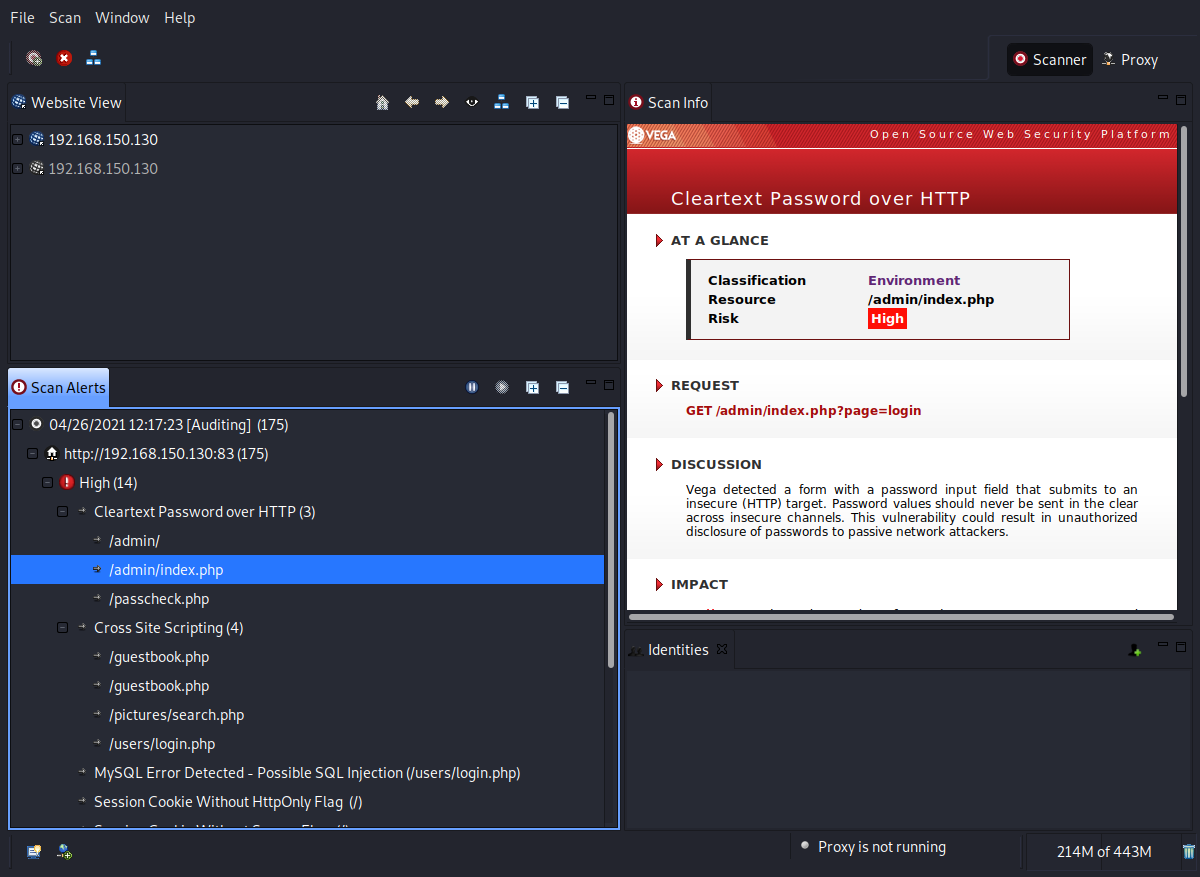 File Scan Window Help
Scanner Proxy
Website View
192.168.150.130
192.168.150.130
Scan Alerts
04/26/2021 12:17:23 [Auditing] (175)
http://192.168.150.130:83 (175)
High (14)
Cleartext Password over HTTP (3)
/admin/
/admin/index.php
/passcheck.php
Cross Site Scripting (4)
/guestbook.php
/guestbook.php
/pictures/search.php
/users/login.php
MySQL Error Detected - Possible SQL Injection (/users/login.php)
Session Cookie Without HttpOnly Flag (/)
Scan Info
VEGA Open Source Web Security Platform
Cleartext Password over HTTP
AT A GLANCE
Classification Environment
Resource /admin/index.php
Risk High
REQUEST
GET /admin/index.php?page=login
DISCUSSION
Vega detected a form with a password input field that submits to an
insecure (HTTP) target. Password values should never be sent in the clear
across insecure channels. This vulnerability could result in unauthorized
disclosure of passwords to passive network attackers.
IMPACT
Identities
Proxy is not running
214M of 443M